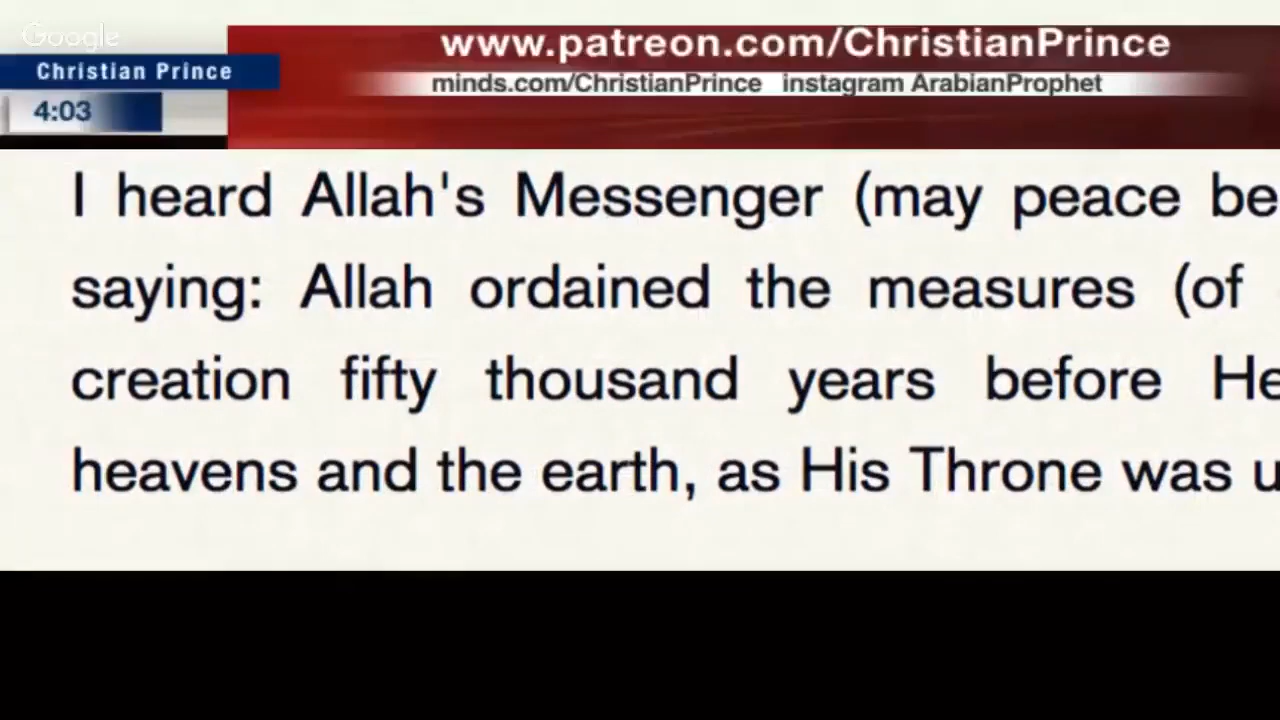 Google
www.patreon.com/ChristianPrince
Christian Prince
minds.com/ChristianPrince instagram ArabianProphet
4:03
I heard Allah's Messenger (may peace be
saying: Allah ordained the measures (of
creation fifty thousand years before He
heavens and the earth, as His Throne was u